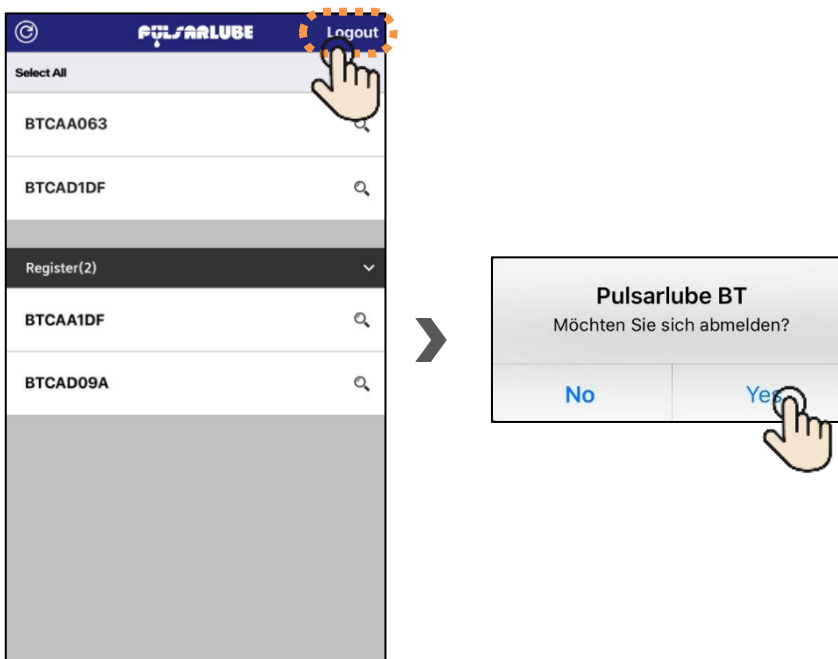 PULSARLUBE
Logout
Select All
BTCAA063
BTCAD1DF
Register(2)
BTCAA1DF
BTCAD09A
Pulsarlube BT
Möchten Sie sich abmelden?
No
Yes